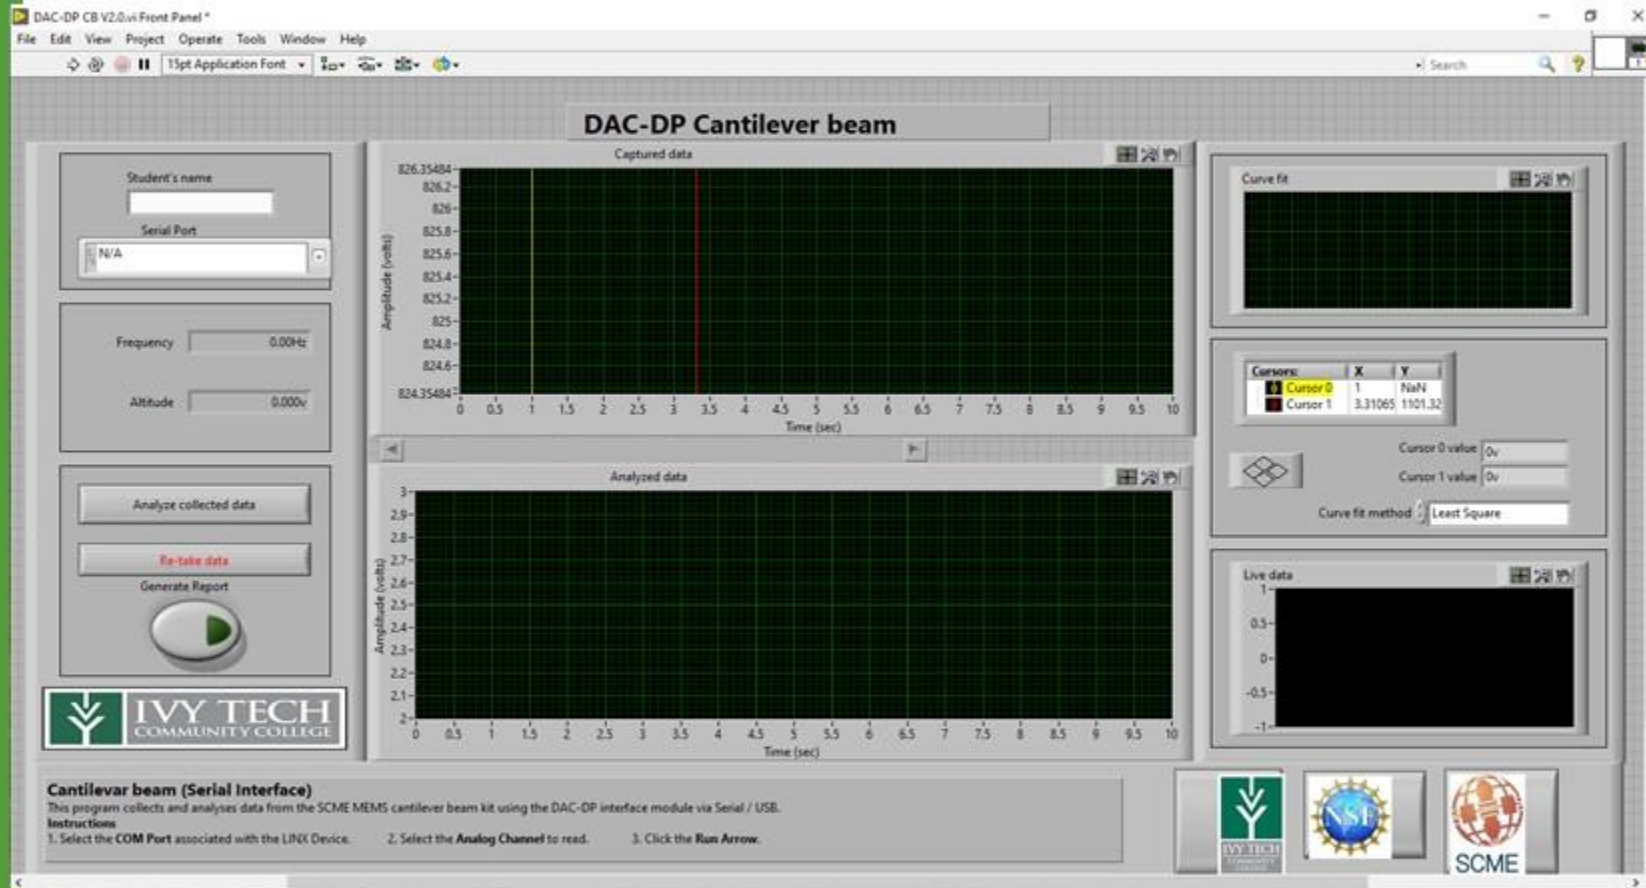 DAC-DP CB V2.0.vi Front Panel *
File Edit View Project Operate Tools Window Help
15pt Application Font
Search
DAC-DP Cantilever beam
Student's name
Serial Port
N/A
Frequency 0.00Hz
Altitude 0.000v
Analyze collected data
Re-take data
Generate Report
IVY TECH
COMMUNITY COLLEGE
Captured data
Amplitude (volts)
826.35484
826.2
826
825.8
825.6
825.4
825.2
825
824.8
824.6
824.35484
0 0.5 1 1.5 2 2.5 3 3.5 4 4.5 5 5.5 6 6.5 7 7.5 8 8.5 9 9.5 10
Time (sec)
Analyzed data
Amplitude (volts)
3
2.9
2.8
2.7
2.6
2.5
2.4
2.3
2.2
2.1
2
0 0.5 1 1.5 2 2.5 3 3.5 4 4.5 5 5.5 6 6.5 7 7.5 8 8.5 9 9.5 10
Time (sec)
Curve fit
Cursors: X Y
Cursor 0 1 NaN
Cursor 1 3.31065 1101.32
Cursor 0 value 0v
Cursor 1 value 0v
Curve fit method Least Square
Live data
1
0.5
0
-0.5
-1
Cantilevar beam (Serial Interface)
This program collects and analyses data from the SCME MEMS cantilever beam kit using the DAC-DP interface module via Serial / USB.
Instructions
1. Select the COM Port associated with the LINX Device. 2. Select the Analog Channel to read. 3. Click the Run Arrow.
IVY TECH
COMMUNITY
COLLEGE
NSF
SCME